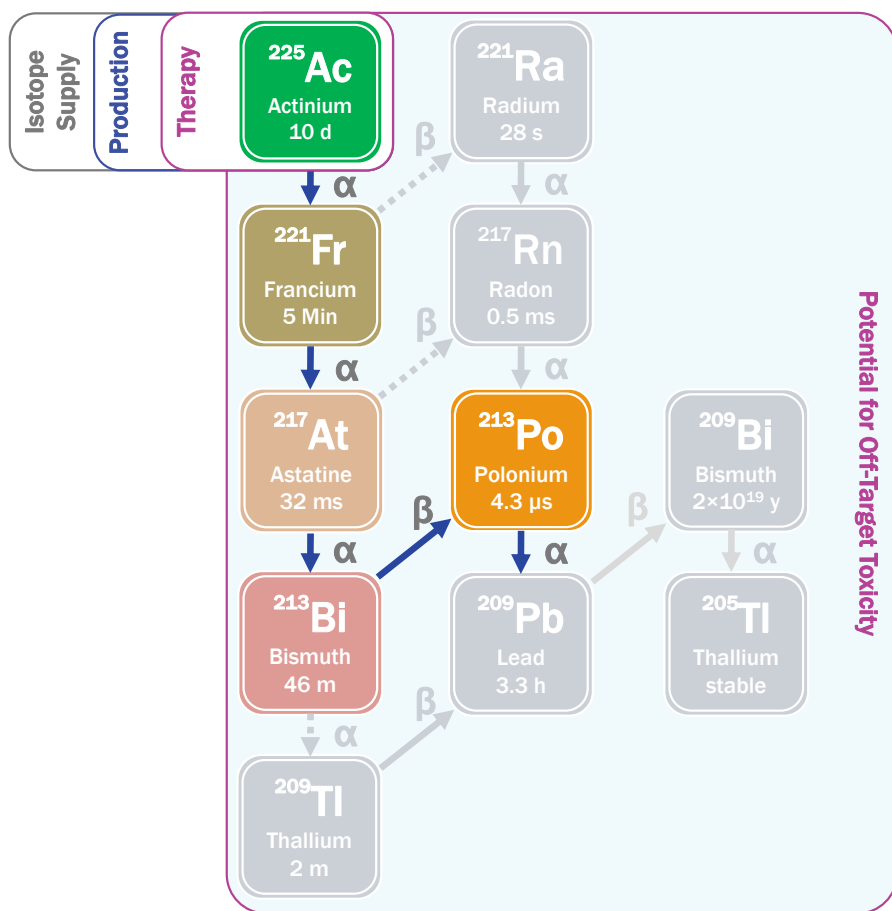 Isotope
Supply
Production
Therapy
225Ac
Actinium
10 d
221Ra
Radium
28 s
α
β
α
221Fr
Francium
5 Min
217Rn
Radon
0.5 ms
α
β
α
217At
Astatine
32 ms
213Po
Polonium
4.3 µs
209Bi
Bismuth
2×10¹⁹ y
α
β
α
β
α
213Bi
Bismuth
46 m
209Pb
Lead
3.3 h
205Tl
Thallium
stable
α
β
209Tl
Thallium
2 m
Potential for Off-Target Toxicity